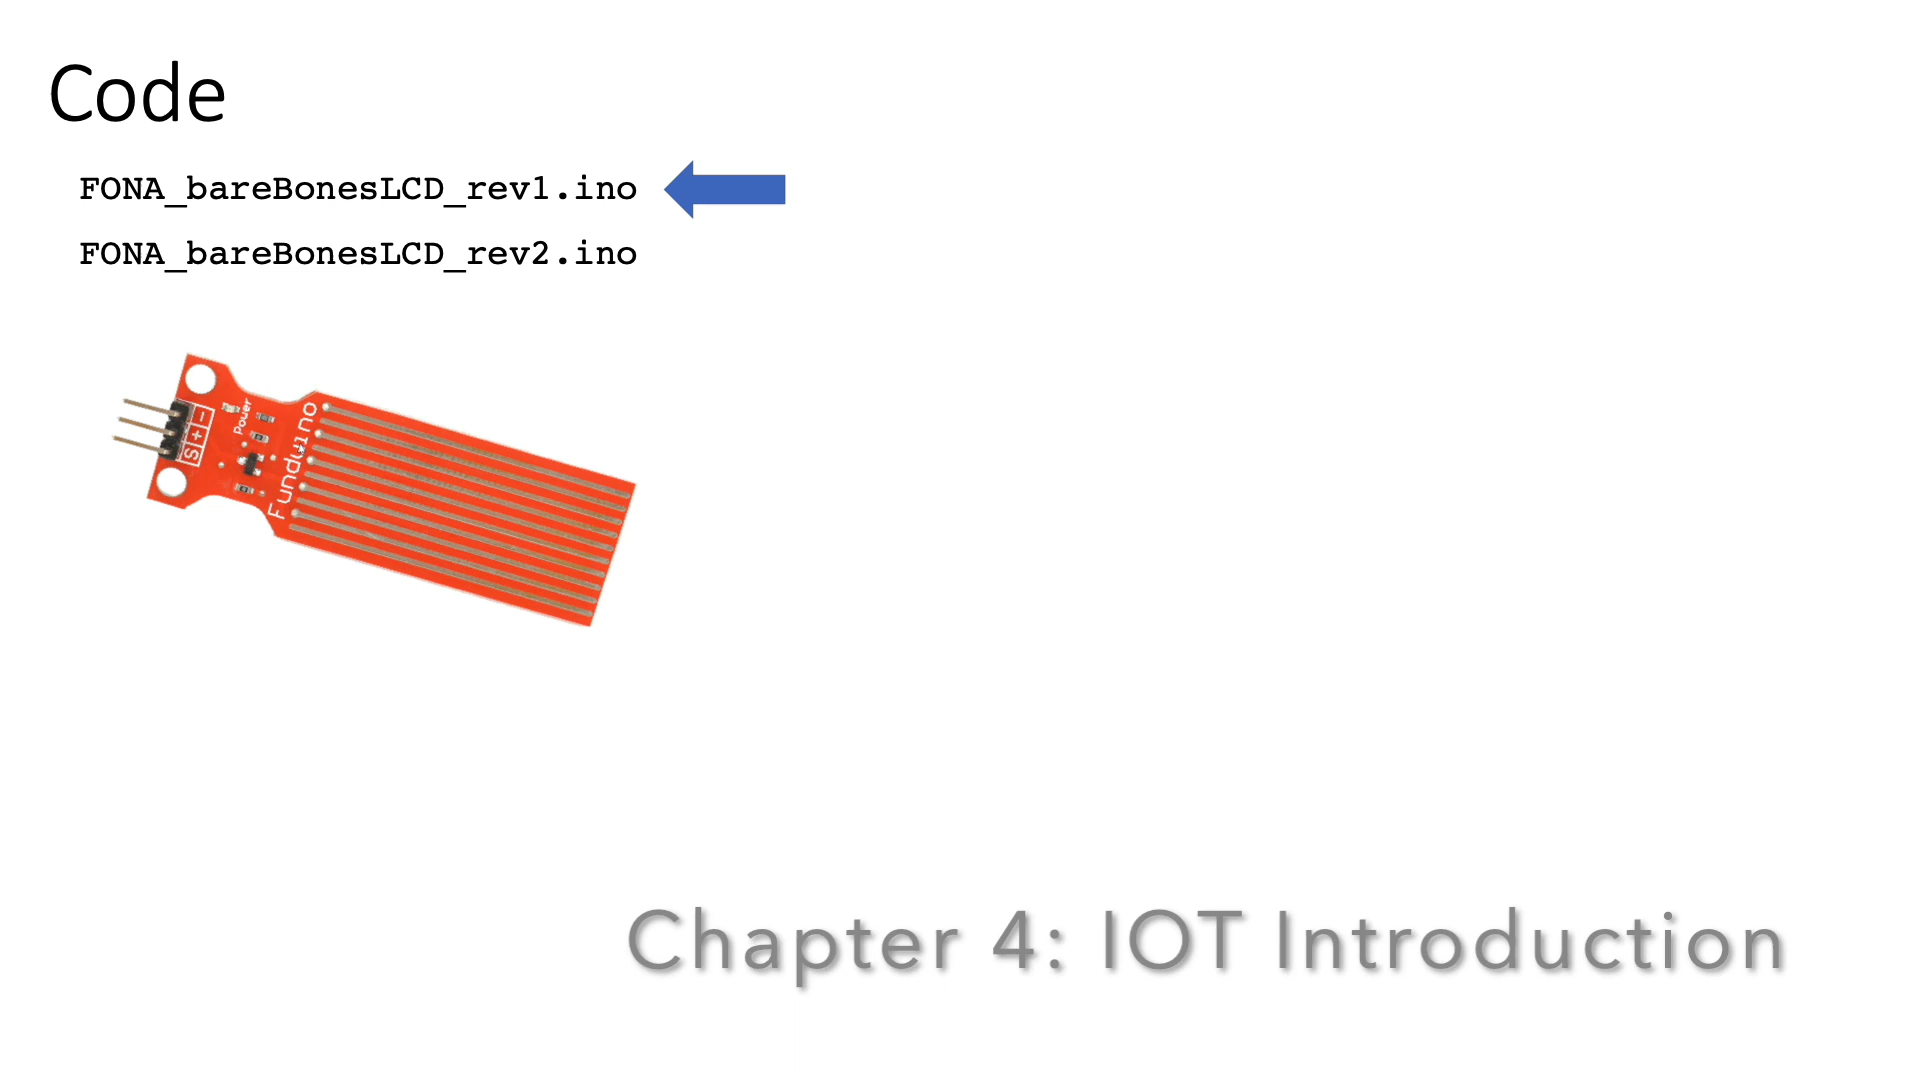 Code
FONA_bareBonesLCD_rev1.ino
FONA_bareBonesLCD_rev2.ino
S + -
Power
Funduino
Chapter 4: IOT Introduction